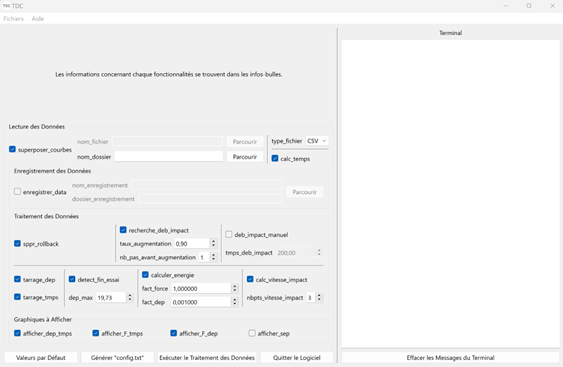 TDC TDC
Fichiers Aide
Terminal
Les informations concernant chaque fonctionnalités se trouvent dans les infos-bulles.
Lecture des Données
superposer_courbes
nom_fichier Parcourir
nom_dossier Parcourir
type_fichier CSV
calc_temps
Enregistrement des Données
enregistrer_data
nom_enregistrement
dossier_enregistrement
Parcourir
Traitement des Données
sppr_rollback
recherche_deb_impact
taux_augmentation 0,90
nb_pas_avant_augmentation 1
deb_impact_manuel
tmps_deb_impact 200,00
tarrage_dep
tarrage_tmps
detect_fin_essai
dep_max 19,73
calculer_energie
fact_force 1,000000
fact_dep 0,001000
calc_vitesse_impact
nbpts_vitesse_impact 3
Graphiques à Afficher
afficher_dep_tmps afficher_F_tmps afficher_F_dep afficher_sep
Valeurs par Défaut Générer "config.txt" Exécuter le Traitement des Données Quitter le Logiciel Effacer les Messages du Terminal